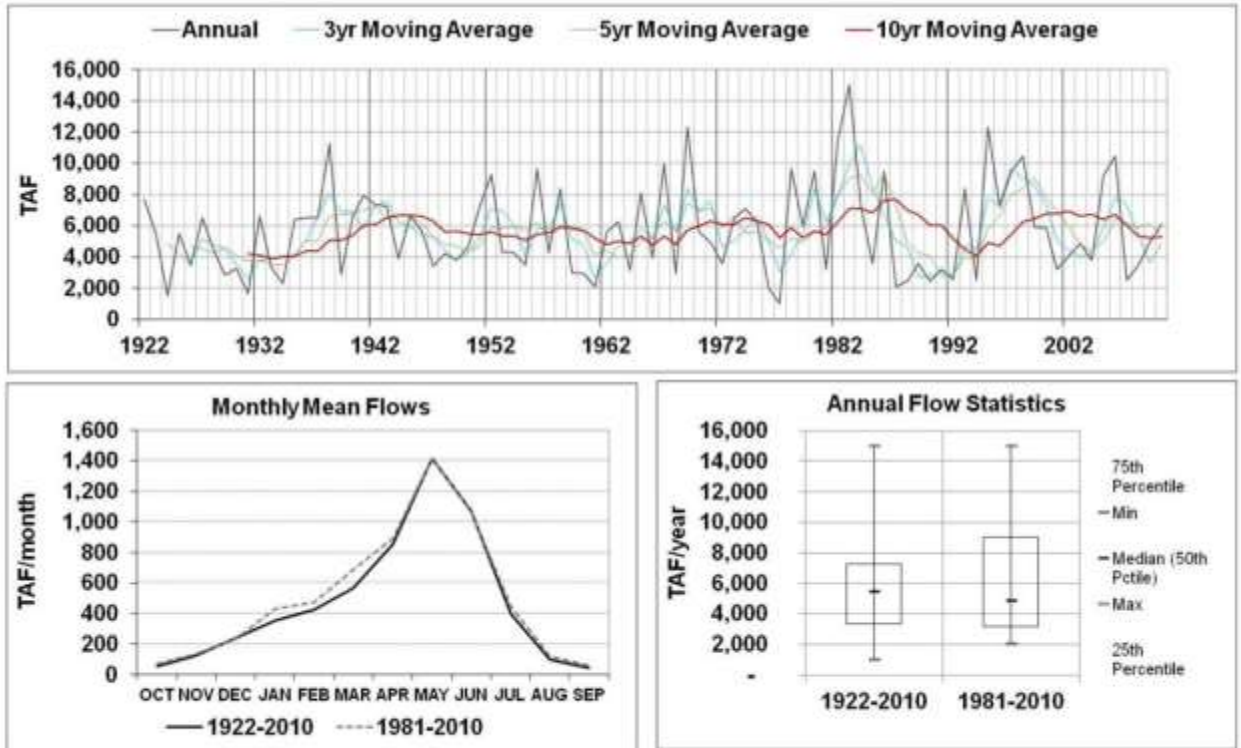 Annual 3yr Moving Average 5yr Moving Average 10yr Moving Average
16,000
14,000
12,000
10,000
8,000
6,000
4,000
2,000
0
TAF
1922 1932 1942 1952 1962 1972 1982 1992 2002
Monthly Mean Flows
1,600
1,400
1,200
1,000
800
600
400
200
0
TAF/month
OCT NOV DEC JAN FEB MAR APR MAY JUN JUL AUG SEP
1922-2010 1981-2010
Annual Flow Statistics
16,000
14,000
12,000
10,000
8,000
6,000
4,000
2,000
-
TAF/year
1922-2010 1981-2010
75th
Percentile
Min
Median (50th
Pctile)
Max
25th
Percentile